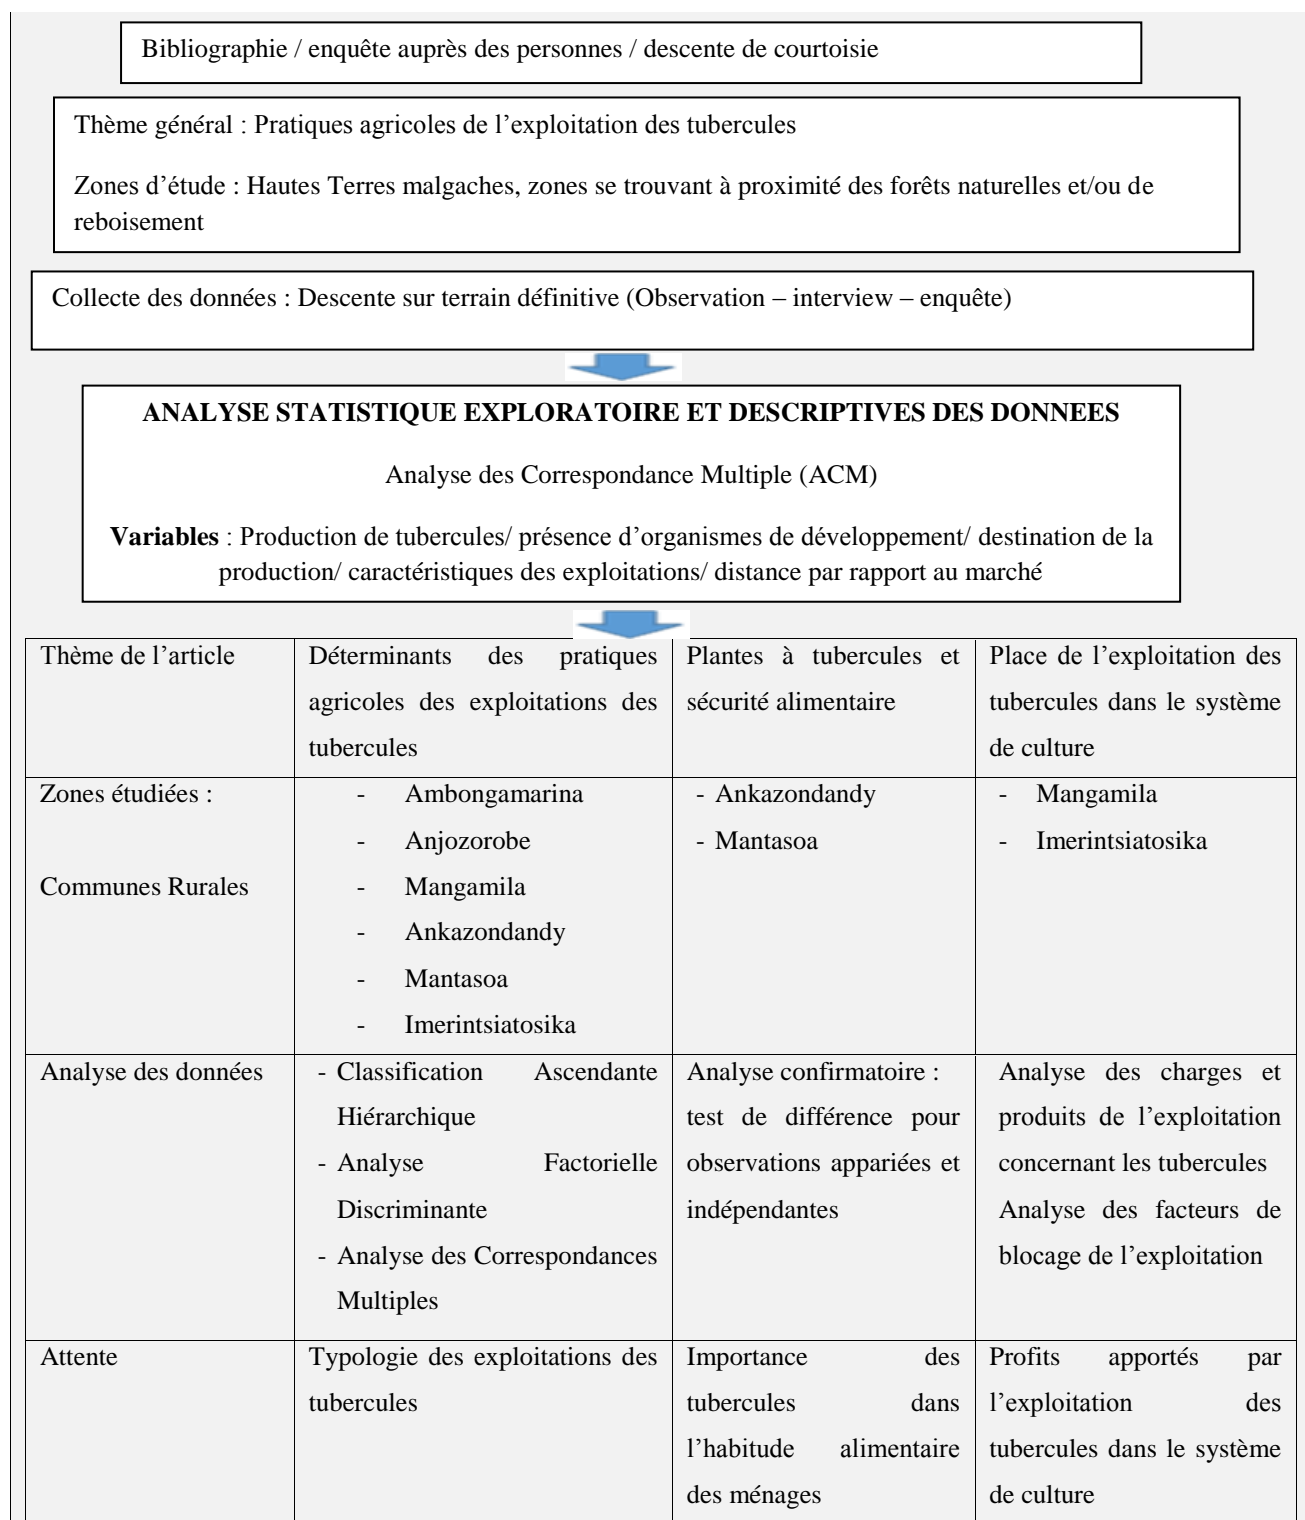 Bibliographie / enquête auprès des personnes / descente de courtoisie
Thème général : Pratiques agricoles de l’exploitation des tubercules
Zones d’étude : Hautes Terres malgaches, zones se trouvant à proximité des forêts naturelles et/ou de
reboisement
Collecte des données : Descente sur terrain définitive (Observation – interview – enquête)
ANALYSE STATISTIQUE EXPLORATOIRE ET DESCRIPTIVES DES DONNEES
Analyse des Correspondance Multiple (ACM)
Variables : Production de tubercules/ présence d’organismes de développement/ destination de la
production/ caractéristiques des exploitations/ distance par rapport au marché
Thème de l’article
Déterminants des pratiques
agricoles des exploitations des
tubercules
Plantes à tubercules et
sécurité alimentaire
Place de l’exploitation des
tubercules dans le système
de culture
Zones étudiées :
Communes Rurales
- Ambongamarina
- Anjozorobe
- Mangamila
- Ankazondandy
- Mantasoa
- Imerintsiatosika
- Ankazondandy
- Mantasoa
- Mangamila
- Imerintsiatosika
Analyse des données
- Classification Ascendante
Hiérarchique
- Analyse Factorielle
Discriminante
- Analyse des Correspondances
Multiples
Analyse confirmatoire :
test de différence pour
observations appariées et
indépendantes
Analyse des charges et
produits de l’exploitation
concernant les tubercules
Analyse des facteurs de
blocage de l’exploitation
Attente
Typologie des exploitations des
tubercules
Importance des
tubercules dans
l’habitude alimentaire
des ménages
Profits apportés par
l’exploitation des
tubercules dans le système
de culture